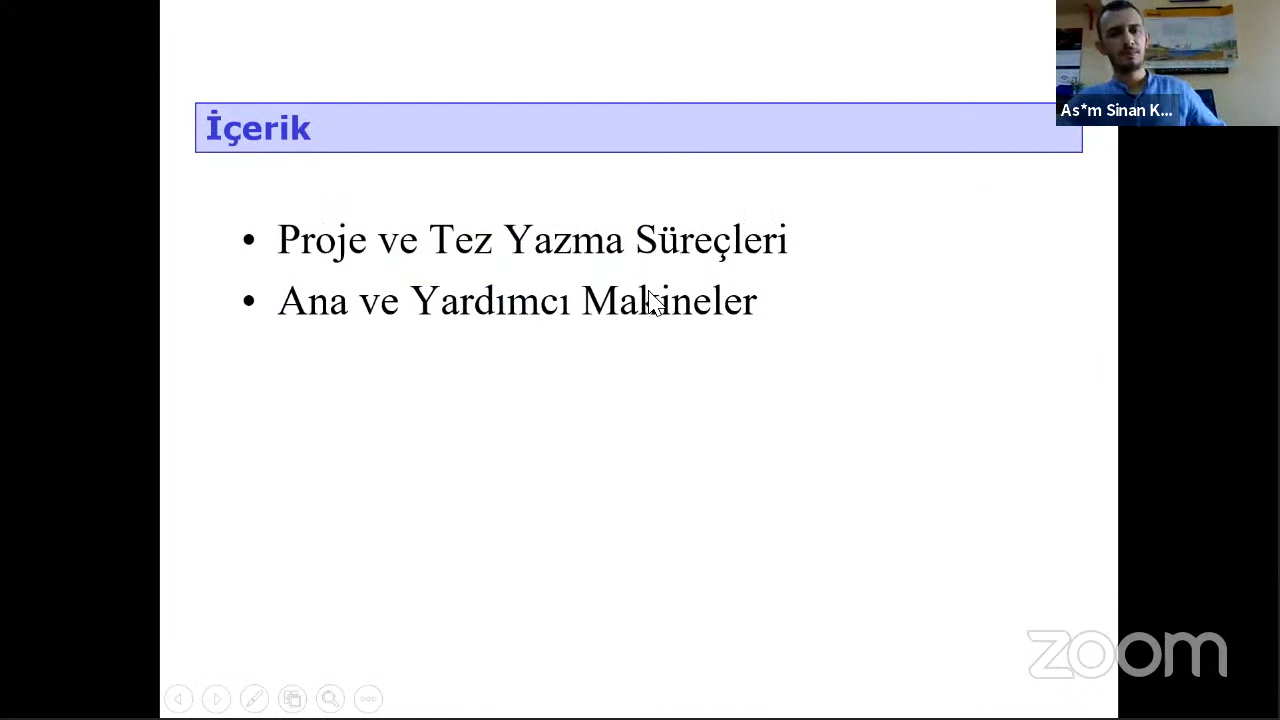 İçerik
As*m Sinan K...
• Proje ve Tez Yazma Süreçleri
• Ana ve Yardımcı Makineler
zoom